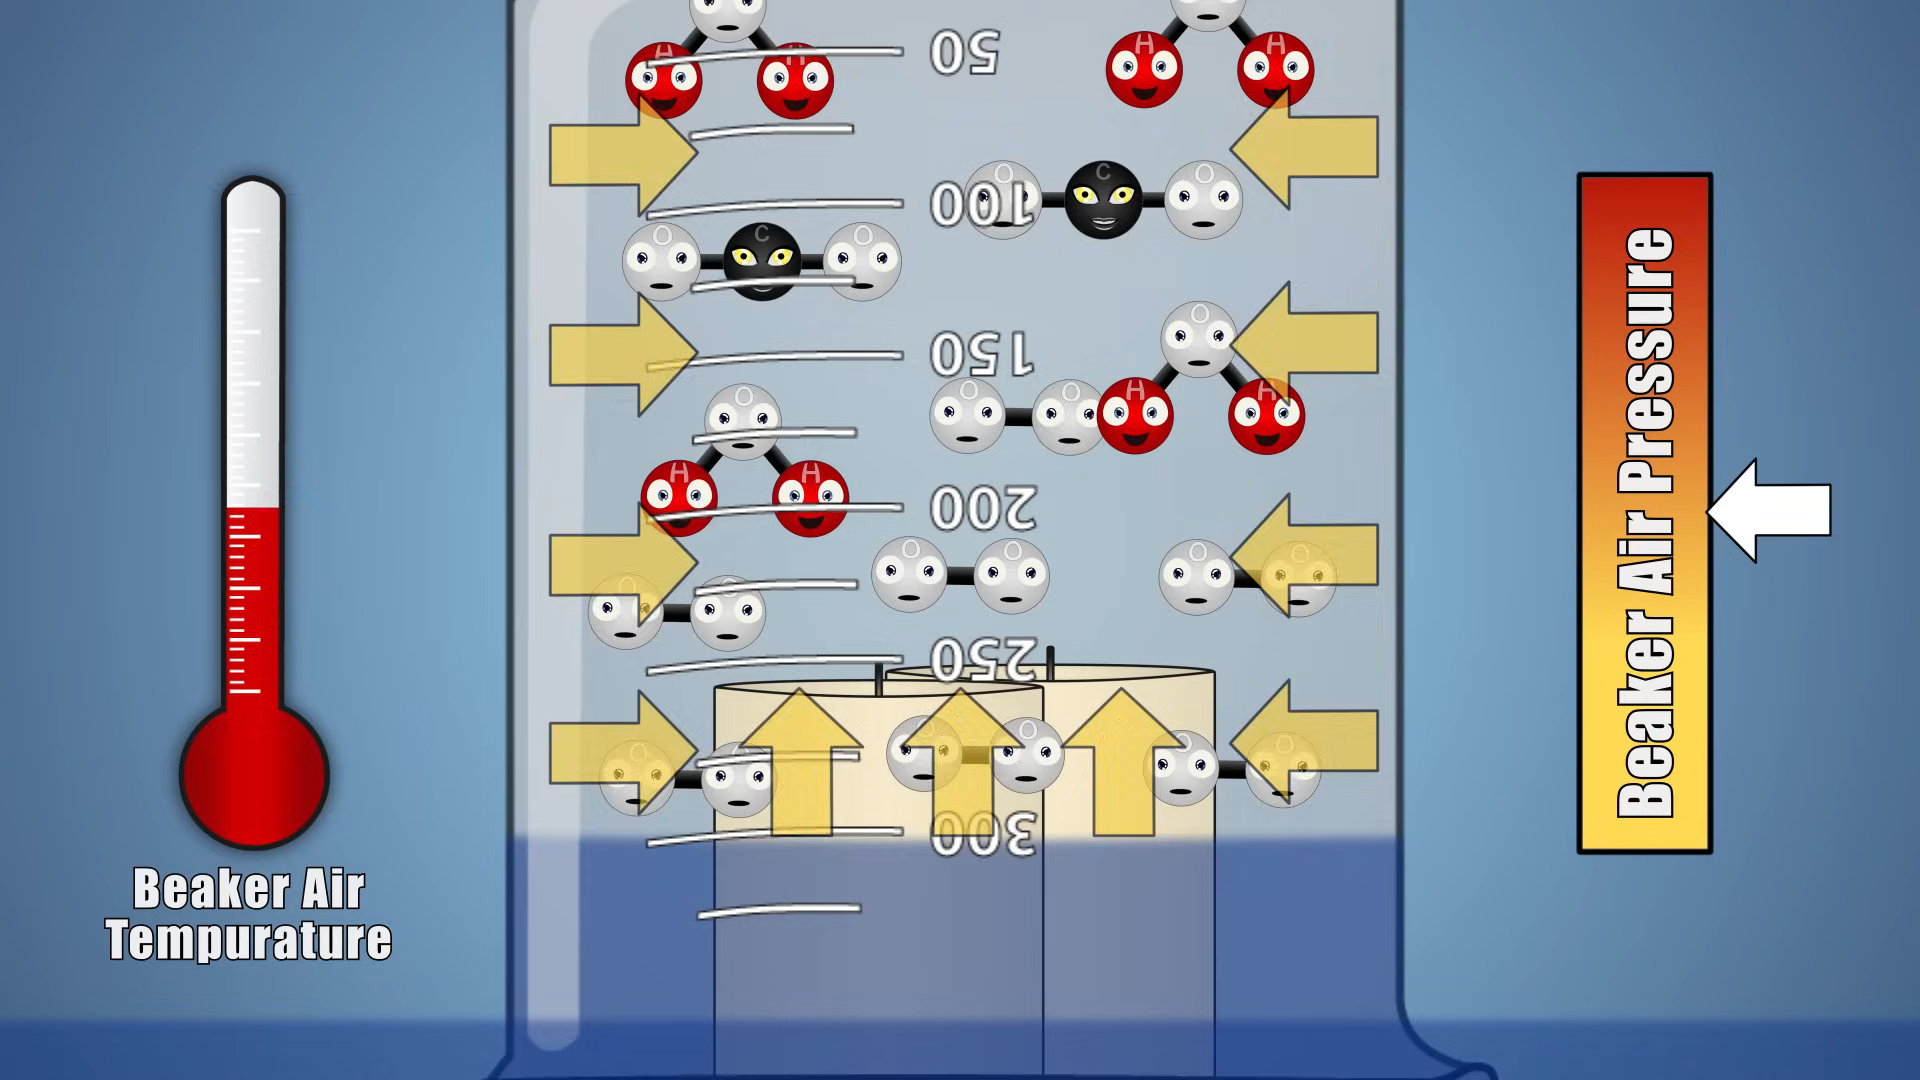 H H
H H
50
O C O
100
O C O
150
O
H H
O O
O
H H
200
O O
O O
O O
250
O O
O O
O O
300
Beaker Air
Tempurature
Beaker Air Pressure